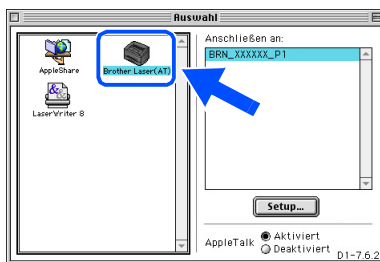 Auswahl
AppleShare
Brother Laser(AT)
LaserWriter 8
Anschließen an:
BRN_XXXXXX_P1
Setup...
AppleTalk
Aktiviert
Deaktiviert
D1-7.6.2